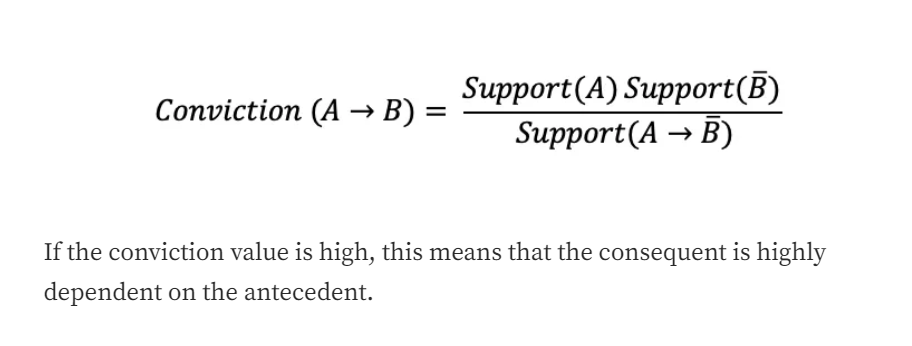 Conviction (A → B) = Support(A) Support(B̄) / Support(A → B̄)
If the conviction value is high, this means that the consequent is highly
dependent on the antecedent.